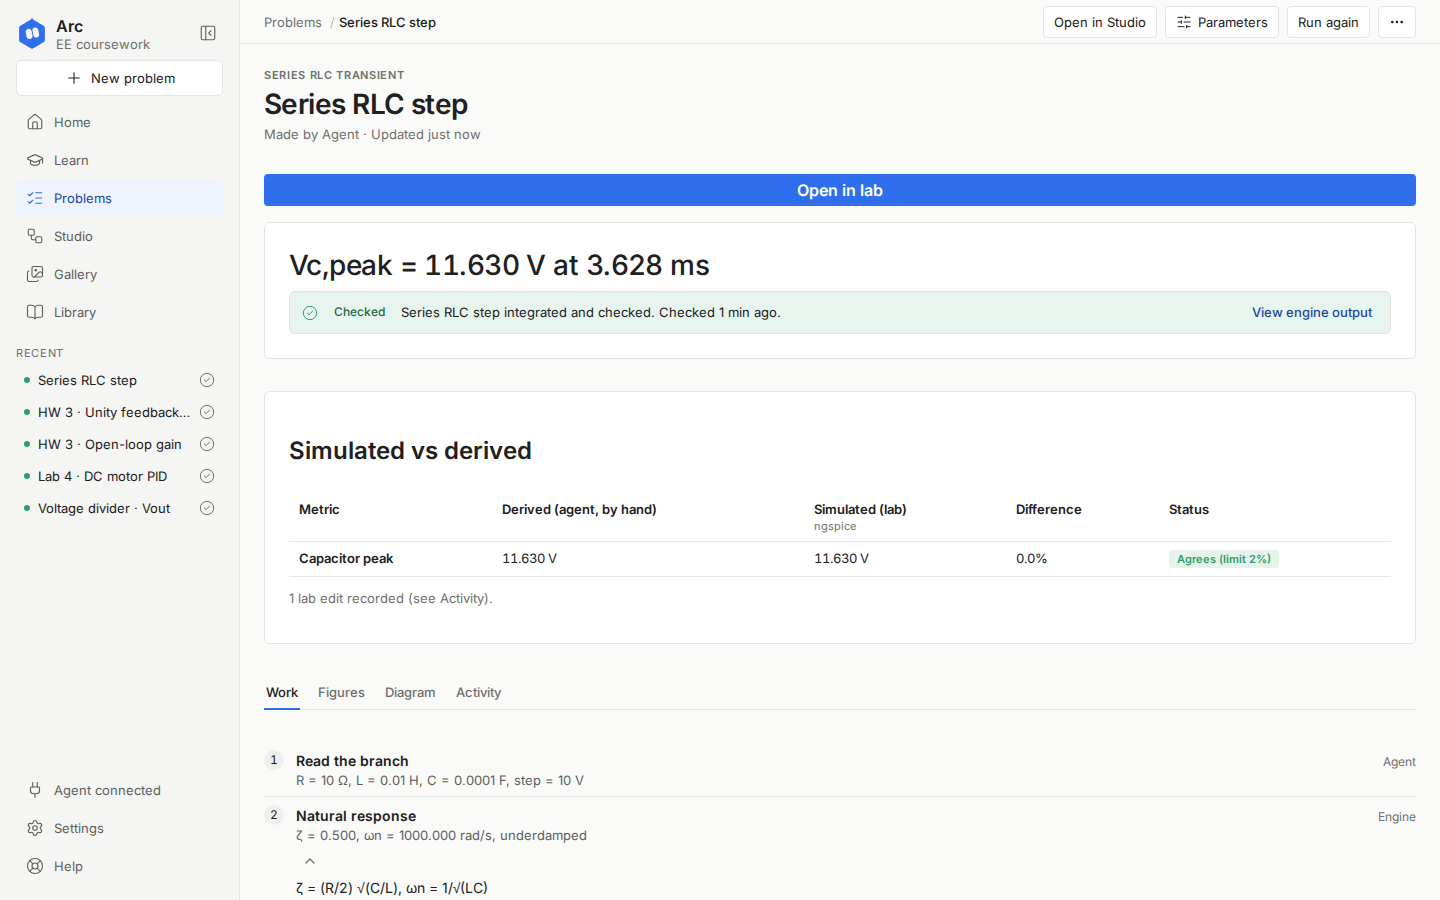 Arc
EE coursework
New problem
Home
Learn
Problems
Studio
Gallery
Library
RECENT
Series RLC step
HW 3 · Unity feedback...
HW 3 · Open-loop gain
Lab 4 · DC motor PID
Voltage divider · Vout
Agent connected
Settings
Help
Problems / Series RLC step
Open in Studio
Parameters
Run again
SERIES RLC TRANSIENT
Series RLC step
Made by Agent · Updated just now
Open in lab
Vc,peak = 11.630 V at 3.628 ms
Checked Series RLC step integrated and checked. Checked 1 min ago. View engine output
Simulated vs derived
Metric Derived (agent, by hand) Simulated (lab) Difference Status
ngspice
Capacitor peak 11.630 V 11.630 V 0.0% Agrees (limit 2%)
1 lab edit recorded (see Activity).
Work Figures Diagram Activity
1 Read the branch Agent
R = 10 Ω, L = 0.01 H, C = 0.0001 F, step = 10 V
2 Natural response Engine
ζ = 0.500, ωn = 1000.000 rad/s, underdamped
ζ = (R/2) √(C/L), ωn = 1/√(LC)